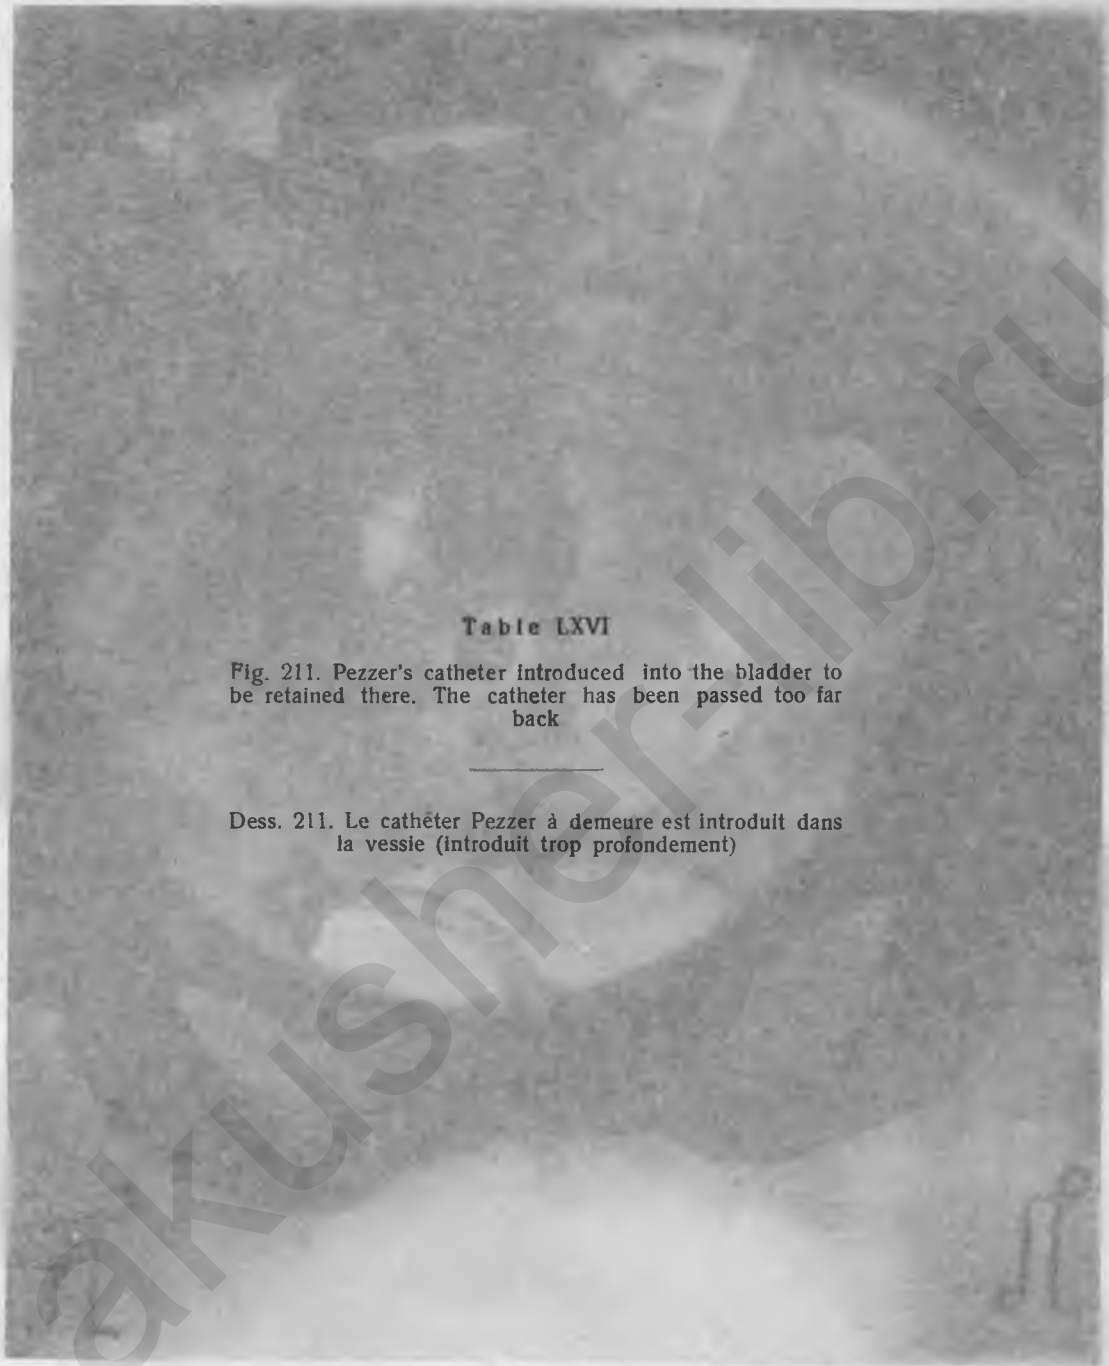 Table LXVI
Fig. 211. Pezzer's catheter introduced into the bladder to
be retained there. The catheter has been passed too far
back
Dess. 211. Le cathéter Pezzer à demeure est introduit dans
la vessie (introduit trop profondement)
akusher-lib.ru